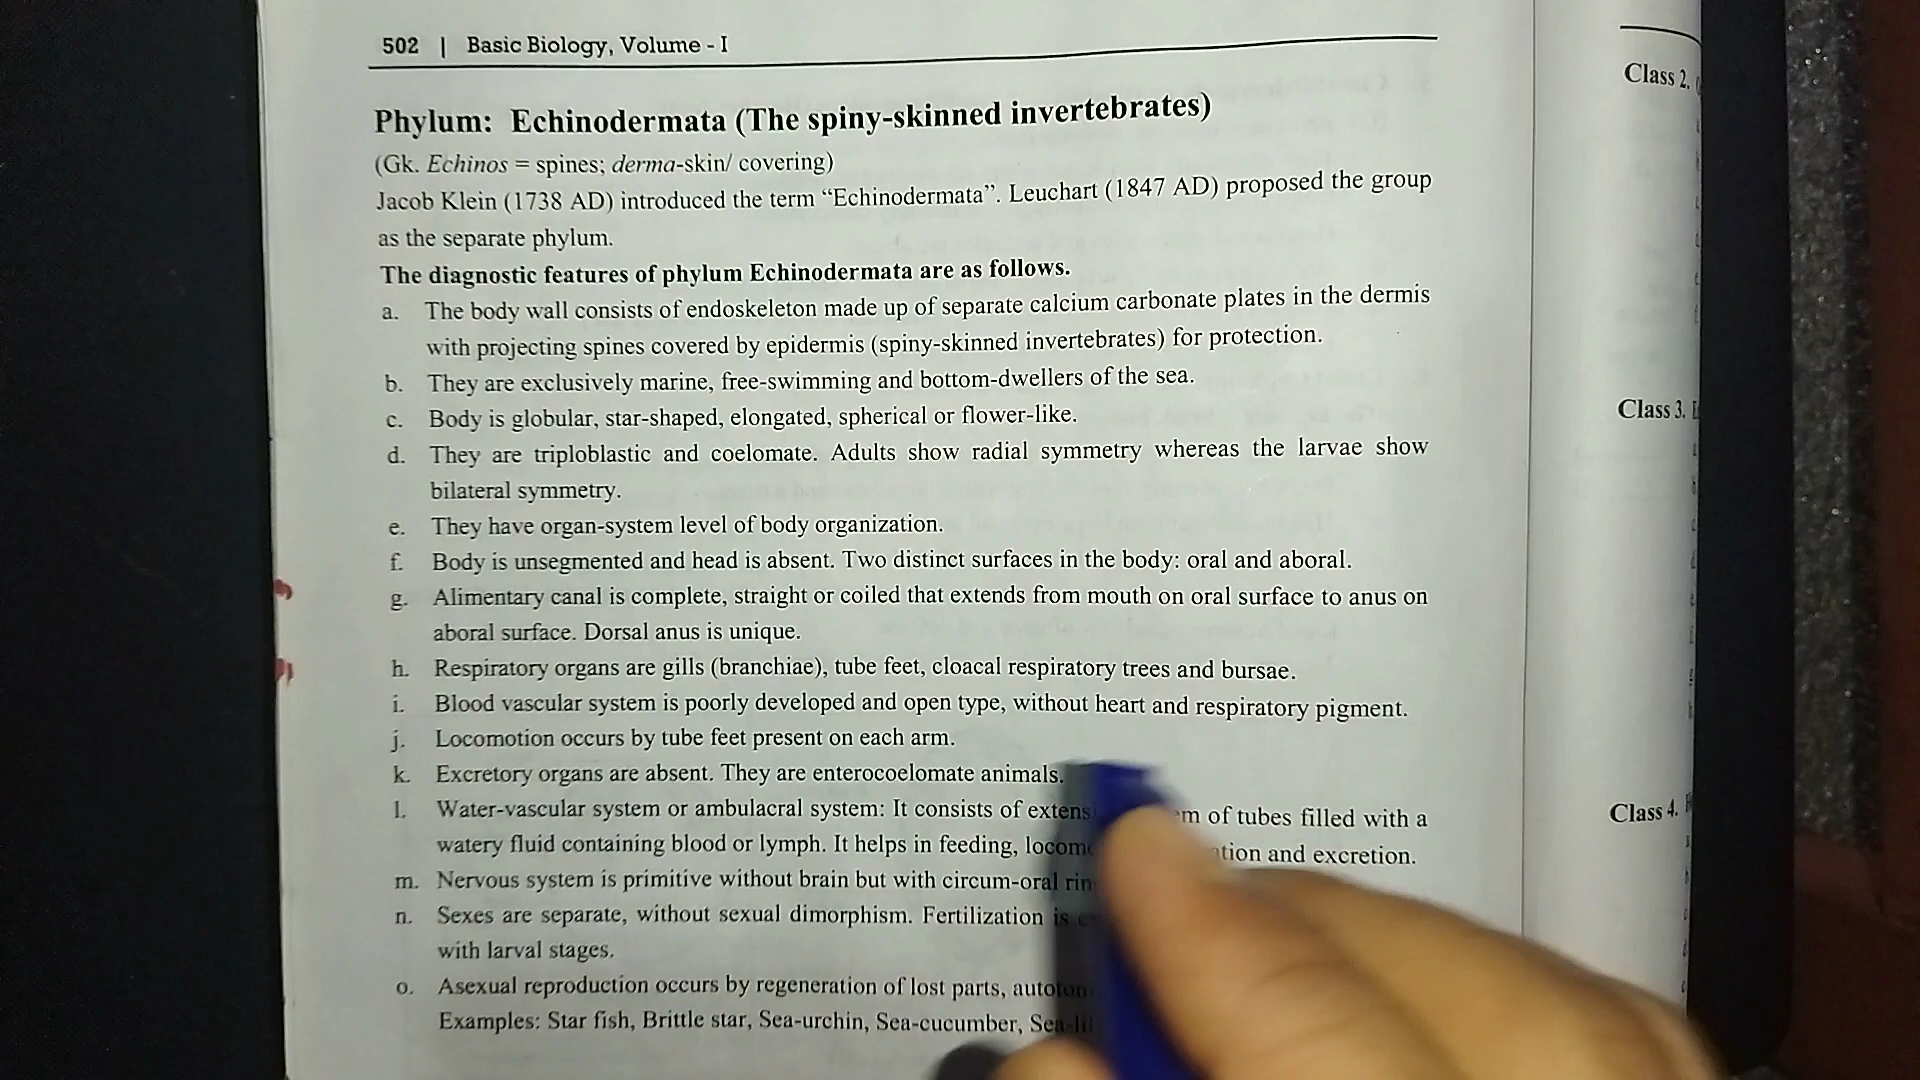 502 | Basic Biology, Volume - I
Phylum: Echinodermata (The spiny-skinned invertebrates)
(Gk. Echinos = spines; derma-skin/ covering)
Jacob Klein (1738 AD) introduced the term “Echinodermata”. Leuchart (1847 AD) proposed the group
as the separate phylum.
The diagnostic features of phylum Echinodermata are as follows.
a. The body wall consists of endoskeleton made up of separate calcium carbonate plates in the dermis
with projecting spines covered by epidermis (spiny-skinned invertebrates) for protection.
b. They are exclusively marine, free-swimming and bottom-dwellers of the sea.
c. Body is globular, star-shaped, elongated, spherical or flower-like.
d. They are triploblastic and coelomate. Adults show radial symmetry whereas the larvae show
bilateral symmetry.
e. They have organ-system level of body organization.
f. Body is unsegmented and head is absent. Two distinct surfaces in the body: oral and aboral.
g. Alimentary canal is complete, straight or coiled that extends from mouth on oral surface to anus on
aboral surface. Dorsal anus is unique.
h. Respiratory organs are gills (branchiae), tube feet, cloacal respiratory trees and bursae.
i. Blood vascular system is poorly developed and open type, without heart and respiratory pigment.
j. Locomotion occurs by tube feet present on each arm.
k. Excretory organs are absent. They are enterocoelomate animals.
l. Water-vascular system or ambulacral system: It consists of of tubes filled with a
watery fluid containing blood or lymph. It helps in feeding, and excretion.
m. Nervous system is primitive without brain but with circum-oral
n. Sexes are separate, without sexual dimorphism. Fertilization is
with larval stages.
o. Asexual reproduction occurs by regeneration of lost parts,
Examples: Star fish, Brittle star, Sea-urchin, Sea-cucumber,
Class 2.
Class 3.
Class 4.